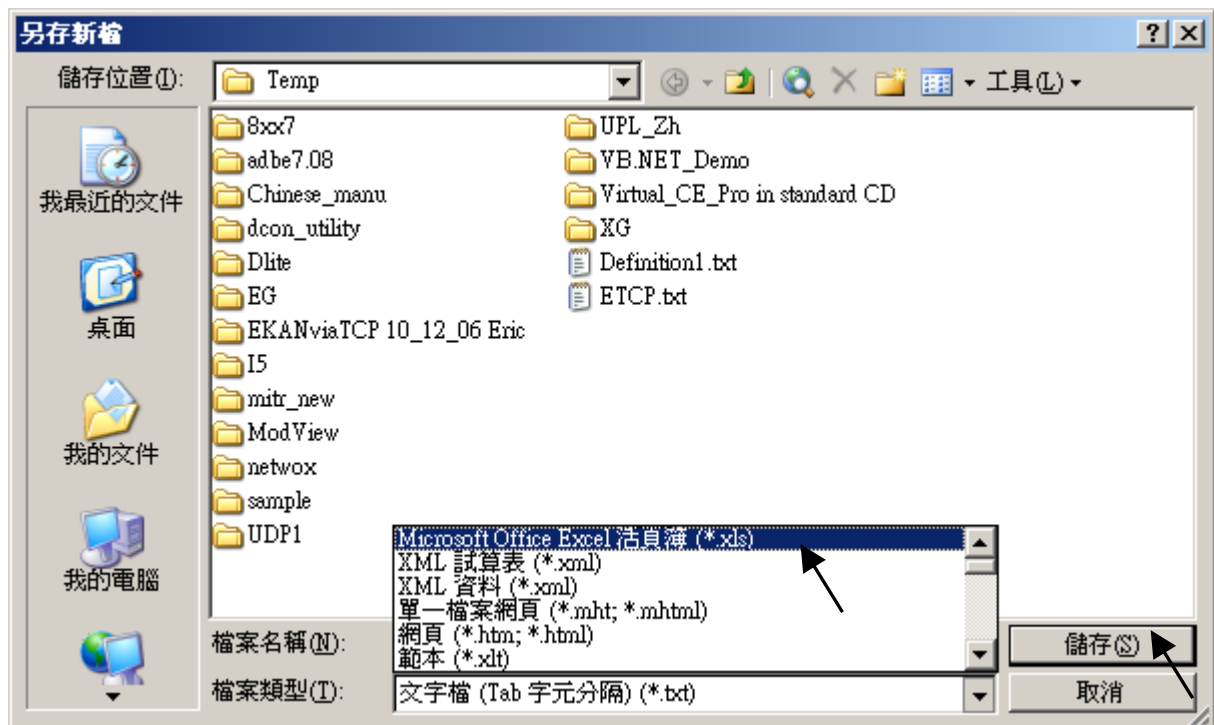 另存新檔
儲存位置(I):
Temp
工具(L)
我最近的文件
桌面
我的文件
我的電腦
8xx7
adbe7.08
Chinese_manu
dcon_utility
Dlite
EG
EKANviaTCP 10_12_06 Eric
I5
mitr_new
ModView
netwox
sample
UDP1
UPL_Zh
VB.NET_Demo
Virtual_CE_Pro in standard CD
XG
Definition1.txt
ETCP.txt
Microsoft Office Excel 活頁簿 (*.xls)
XML 試算表 (*.xml)
XML 資料 (*.xml)
單一檔案網頁 (*.mht; *.mhtml)
網頁 (*.htm; *.html)
範本 (*.xlt)
檔案名稱(N):
儲存(S)
檔案類型(T):
文字檔 (Tab 字元分隔) (*.txt)
取消